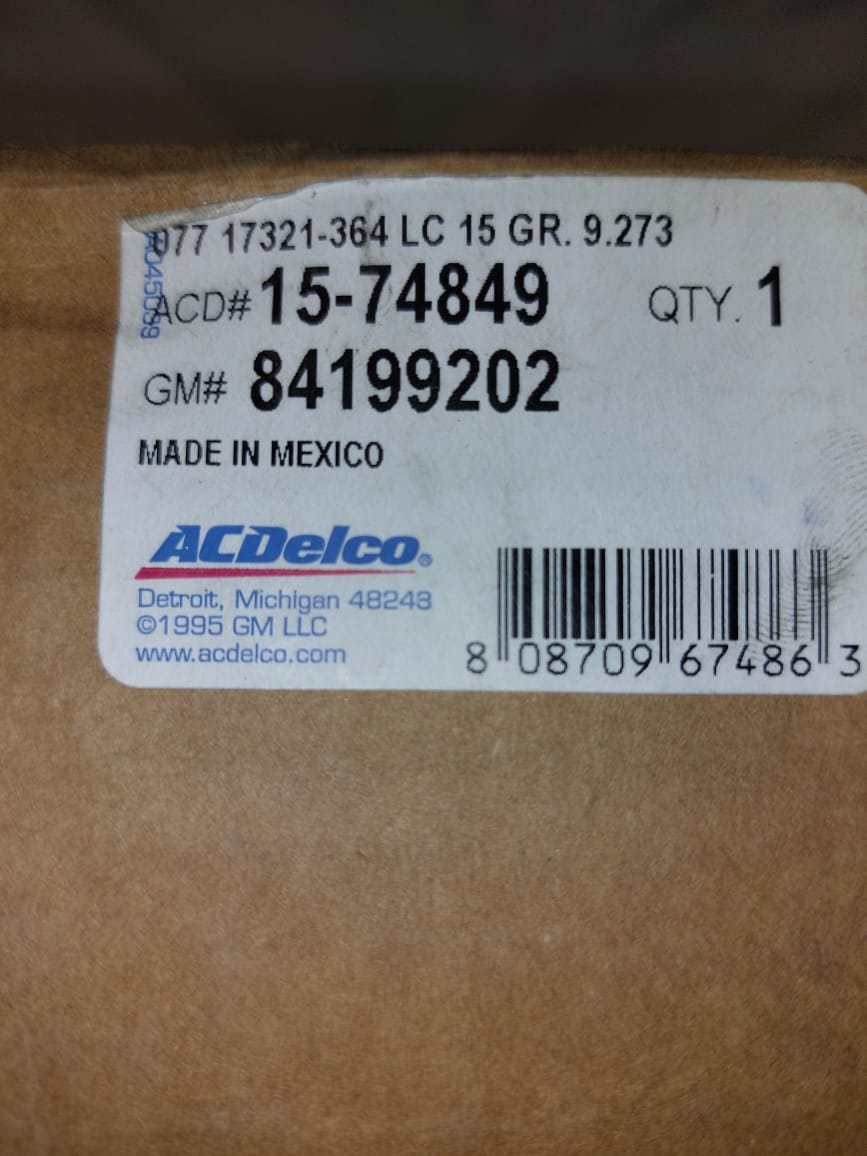 077 17321-364 LC 15 GR. 9.273
ACD# 15-74849 QTY. 1
GM# 84199202
MADE IN MEXICO
ACDelco®
Detroit, Michigan 48243
©1995 GM LLC
www.acdelco.com
8 08709 67486 3